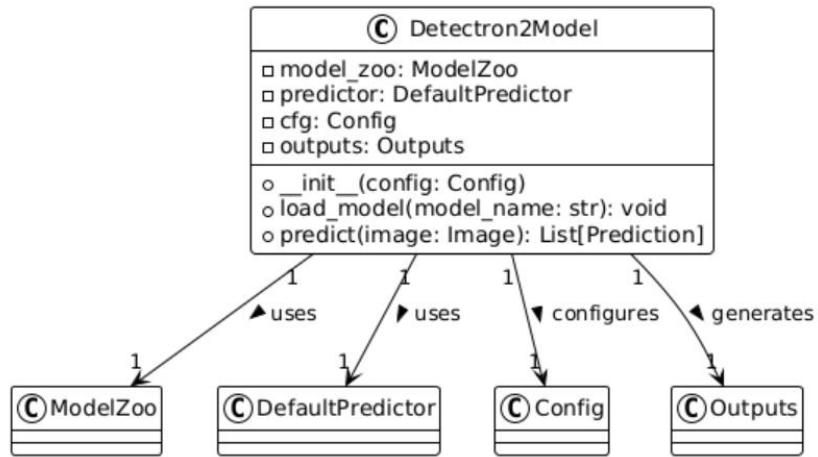 C Detectron2Model
model_zoo: ModelZoo
predictor: DefaultPredictor
cfg: Config
outputs: Outputs
__init__(config: Config)
load_model(model_name: str): void
predict(image: Image): List[Prediction]
1 1 1 1
uses uses configures generates
1 1 1 1
C ModelZoo C DefaultPredictor C Config C Outputs